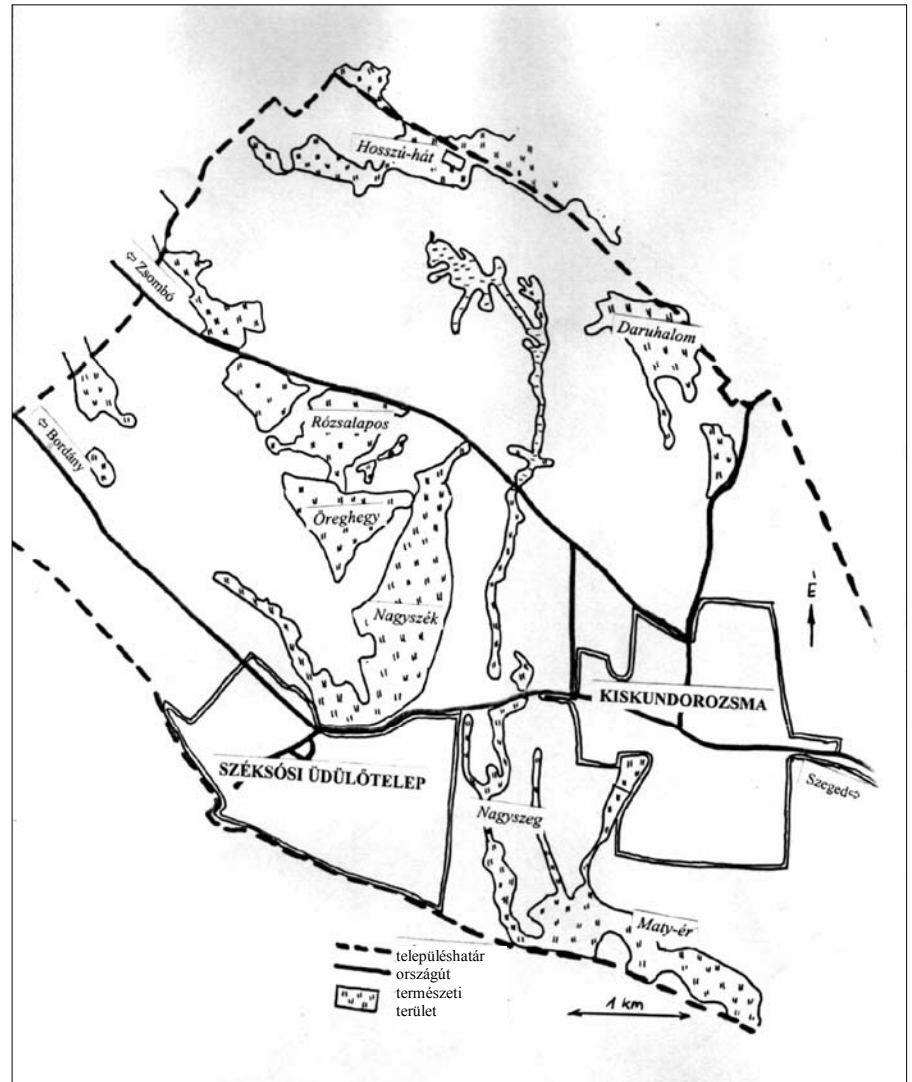 Hosszú-hát
⇦ Zsombó
Daruhalom
Rózsalapos
⇦ Bordány
Öreghegy
Nagyszék
É
KISKUNDOROZSMA
SZÉKSÓSI ÜDÜLŐTELEP
Szeged⇨
Nagyszeg
Maty-ér
településhatár
országút
természeti
terület
1 km